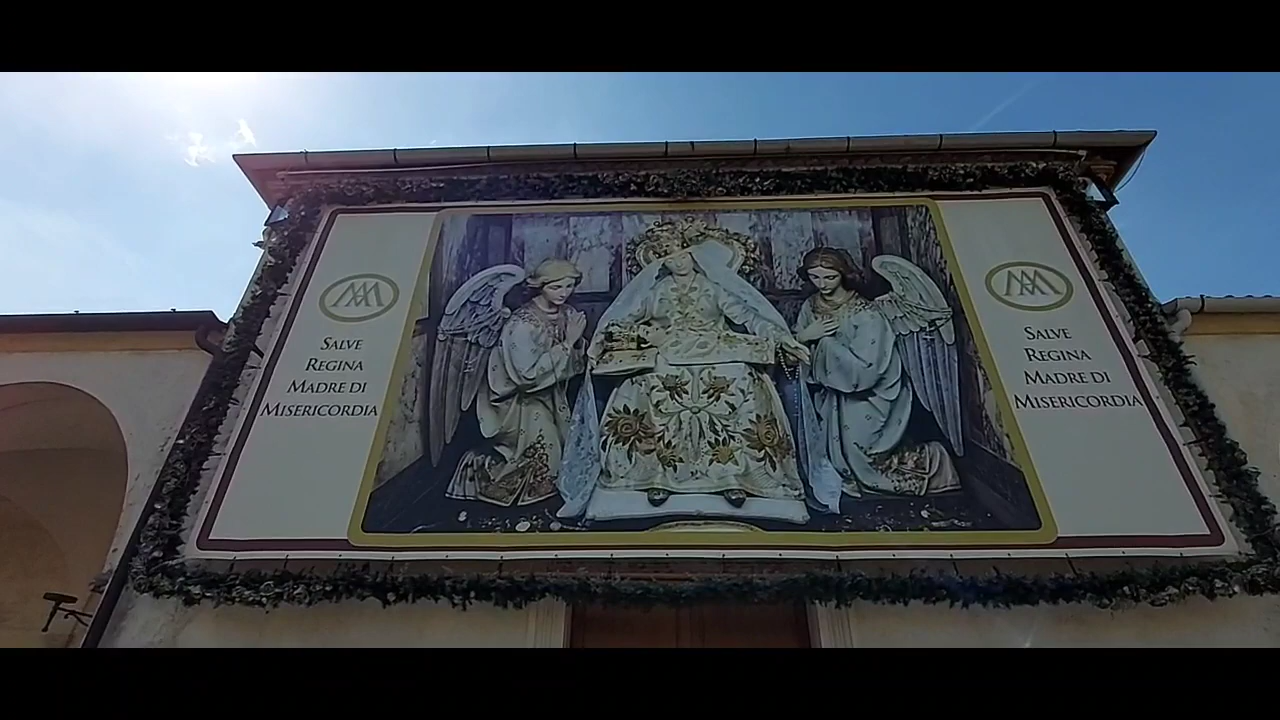 SALVE
REGINA
MADRE DI
MISERICORDIA
SALVE
REGINA
MADRE DI
MISERICORDIA